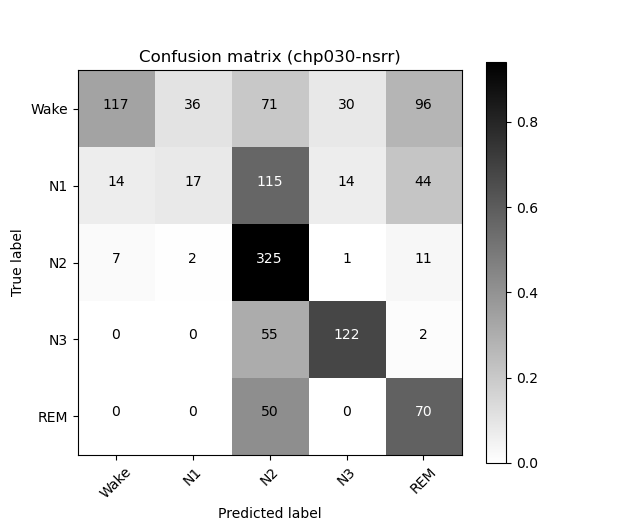 Confusion matrix (chp030-nsrr)
True label
Wake 117 36 71 30 96
N1 14 17 115 14 44
N2 7 2 325 1 11
N3 0 0 55 122 2
REM 0 0 50 0 70
Wake N1 N2 N3 REM
Predicted label
0.8
0.6
0.4
0.2
0.0